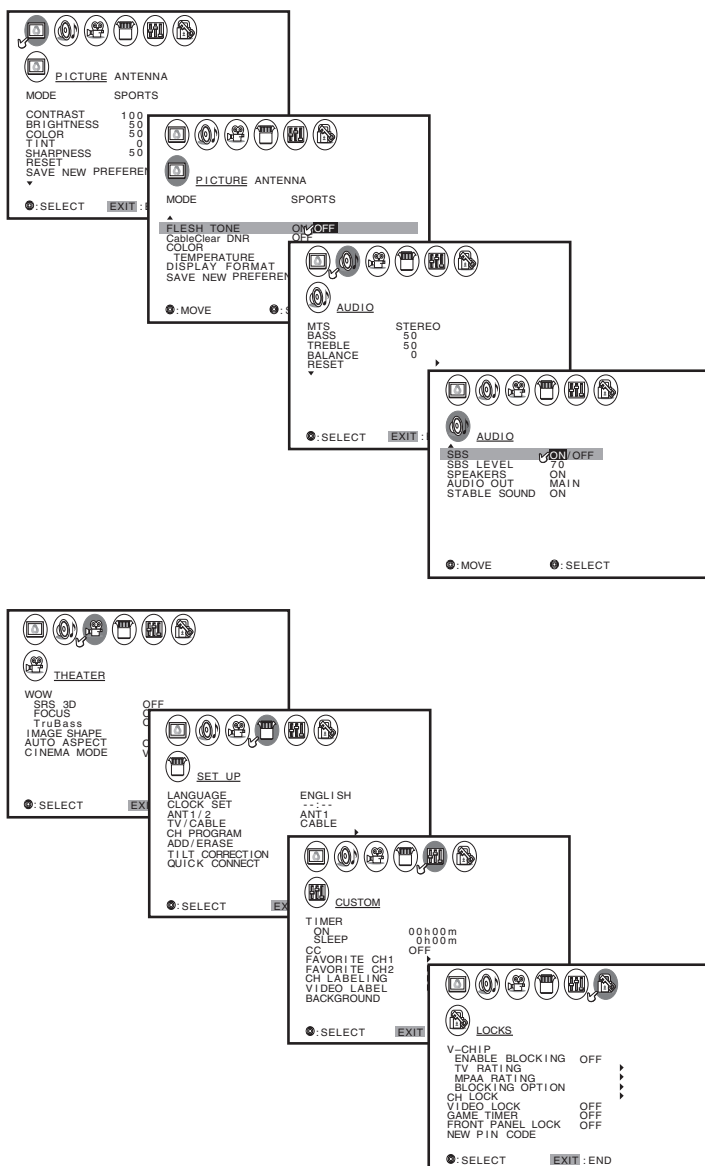 PICTURE ANTENNA
MODE SPORTS
CONTRAST 100
BRIGHTNESS 50
COLOR 50
TINT 0
SHARPNESS 50
RESET
SAVE NEW
:SELECT EXIT :
PICTURE ANTENNA
MODE SPORTS
FLESH TONE OFF
CableClear DNR OFF
COLOR
TEMPERATURE
DISPLAY FORMAT
SAVE NEW
:MOVE :
AUDIO
MTS STEREO
BASS 50
TREBLE 50
BALANCE 0
RESET
:SELECT EXIT :
AUDIO
SBS ON/OFF
SBS LEVEL 70
SPEAKERS ON
AUDIO OUT MAIN
STABLE SOUND ON
:MOVE :SELECT
THEATER
WOW
SRS 3D OFF
FOCUS
TruBass
IMAGE SHAPE
AUTO ASPECT
CINEMA MODE
:SELECT
SET UP
LANGUAGE ENGLISH
CLOCK SET --:--
ANT1/2 ANT1
TV/CABLE CABLE
CH PROGRAM
ADD/ERASE
TILT CORRECTION
QUICK CONNECT
:SELECT
CUSTOM
TIMER
ON 00h00m
SLEEP 0h00m
CC OFF
FAVORITE CH1
FAVORITE CH2
CH LABELING
VIDEO LABEL
BACKGROUND
:SELECT EXIT
LOCKS
V-CHIP
ENABLE BLOCKING OFF
TV RATING
MPAA RATING
BLOCKING OPTION
CH LOCK
VIDEO LOCK OFF
GAME TIMER OFF
FRONT PANEL LOCK OFF
NEW PIN CODE
:SELECT EXIT :END